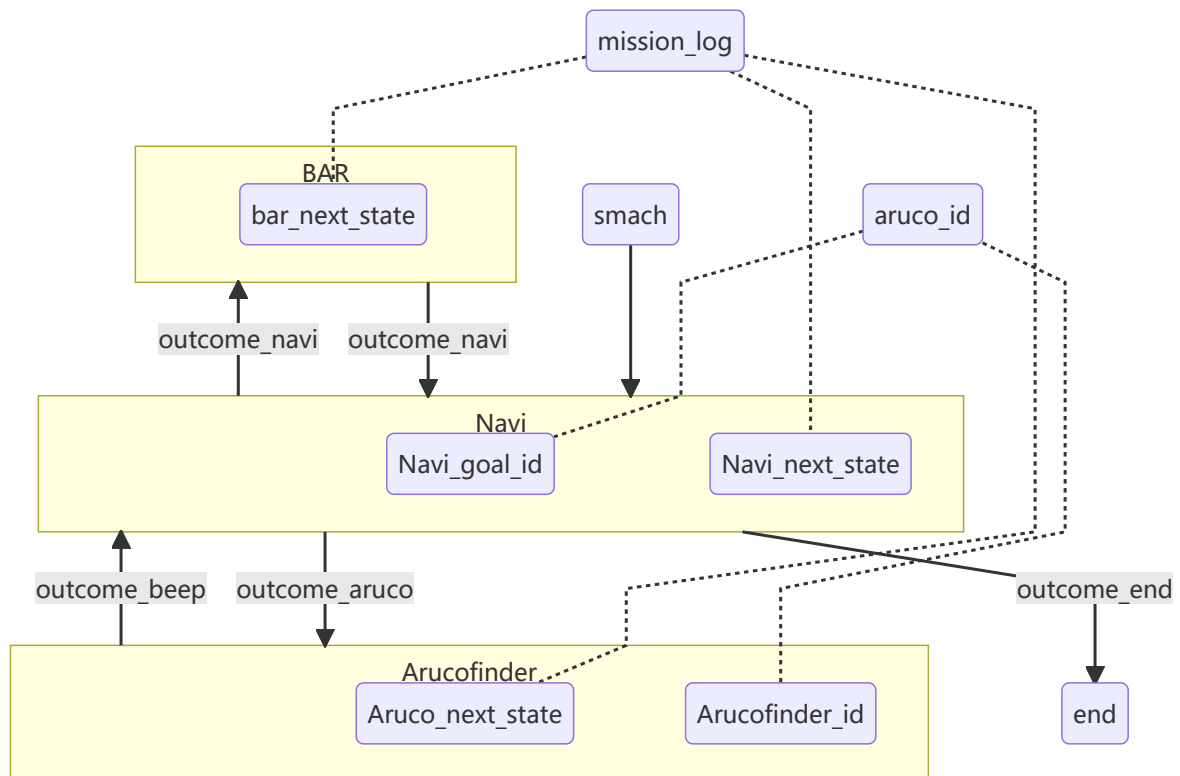 mission_log
BAR
bar_next_state
smach
aruco_id
outcome_navi
outcome_navi
Navi
Navi_goal_id
Navi_next_state
outcome_beep
outcome_aruco
outcome_end
Arucofinder
Aruco_next_state
Arucofinder_id
end